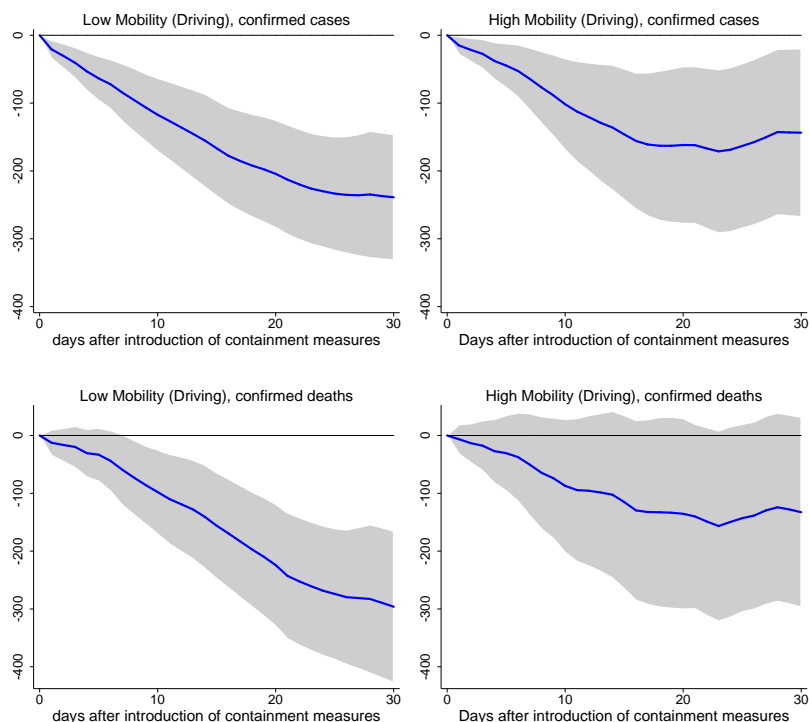 Low Mobility (Driving), confirmed cases
0
-100
-200
-300
-400
0 10 20 30
days after introduction of containment measures
High Mobility (Driving), confirmed cases
0
-100
-200
-300
-400
0 10 20 30
Days after introduction of containment measures
Low Mobility (Driving), confirmed deaths
0
-100
-200
-300
-400
0 10 20 30
days after introduction of containment measures
High Mobility (Driving), confirmed deaths
0
-100
-200
-300
-400
0 10 20 30
Days after introduction of containment measures